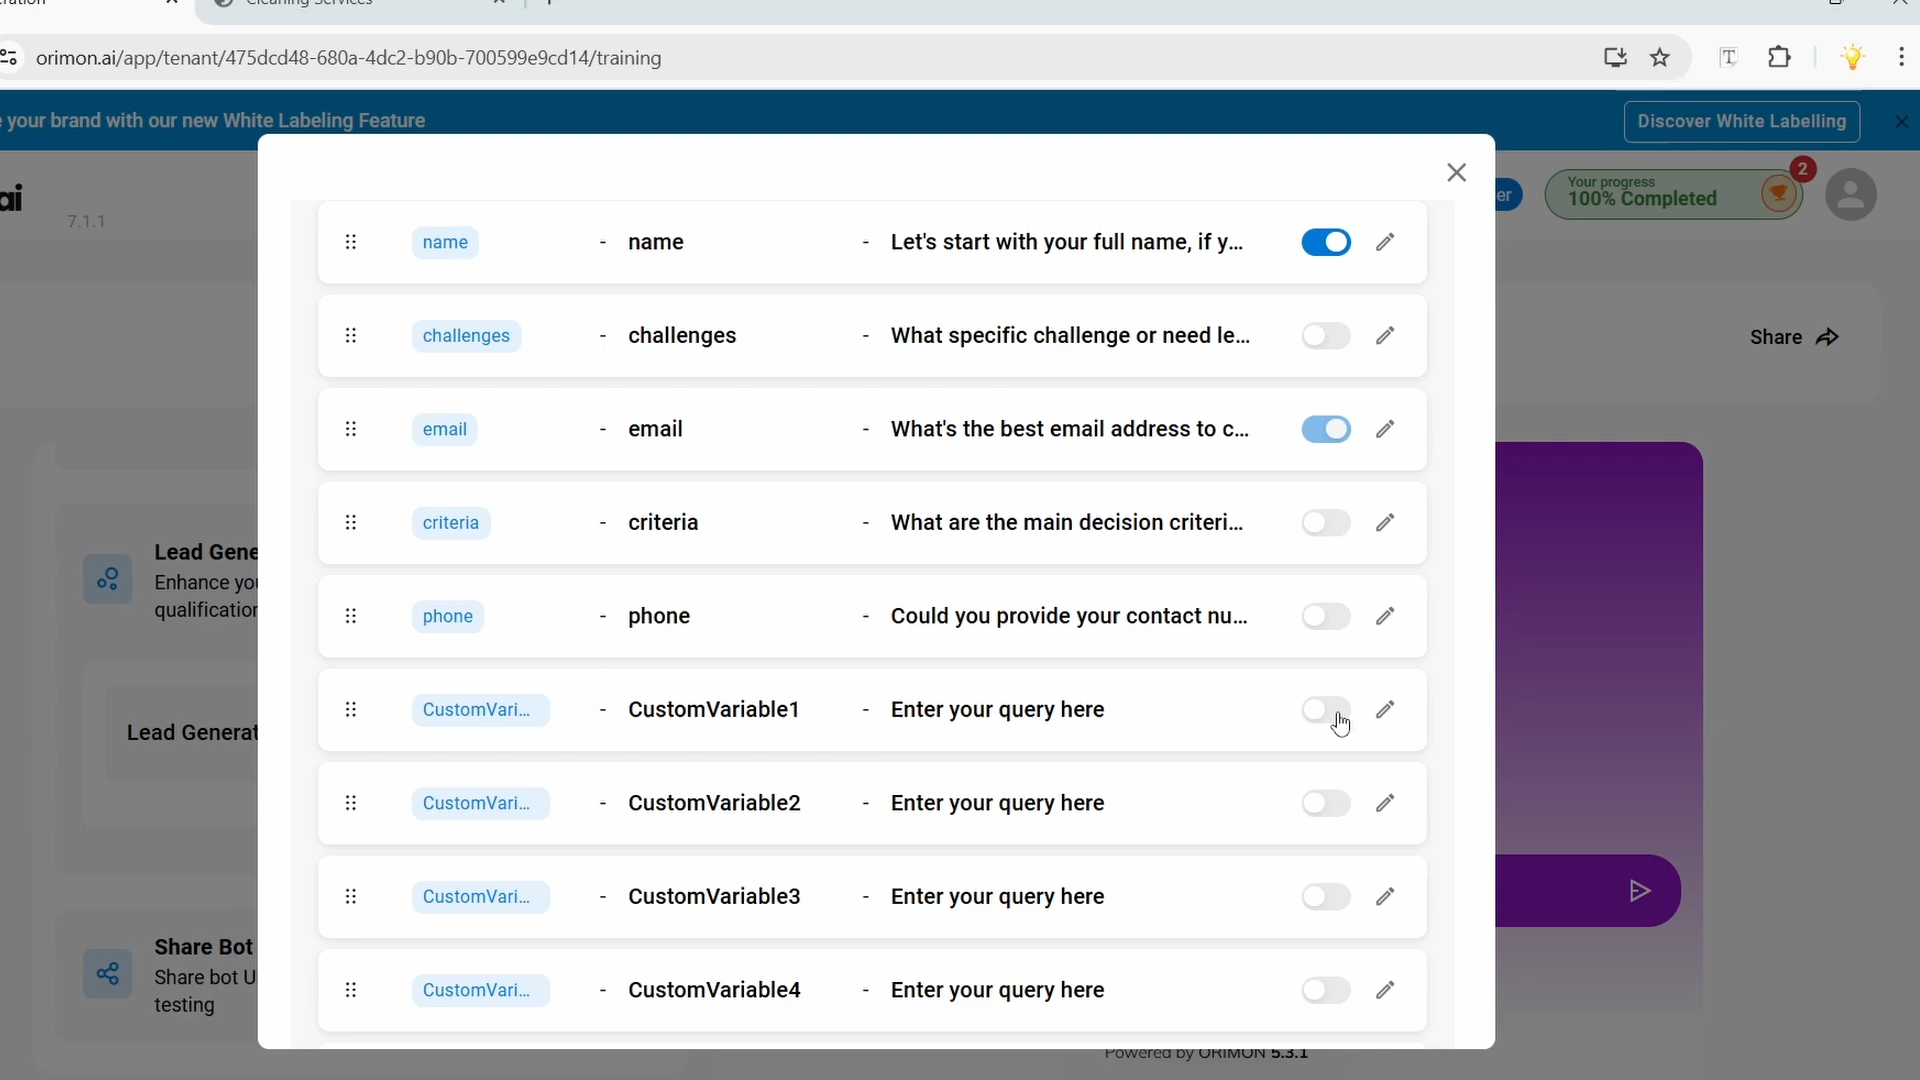 orimon.ai/app/tenant/475dcd48-680a-4dc2-b90b-700599e9cd14/training
your brand with our new White Labeling Feature
Discover White Labelling
ai
7.1.1
er
Your progress
100% Completed
2
name - name - Let's start with your full name, if y...
challenges - challenges - What specific challenge or need le...
Share
email - email - What's the best email address to c...
criteria - criteria - What are the main decision criteri...
Lead Gene
Enhance you
qualification
phone - phone - Could you provide your contact nu...
CustomVari... - CustomVariable1 - Enter your query here
Lead Generat
CustomVari... - CustomVariable2 - Enter your query here
CustomVari... - CustomVariable3 - Enter your query here
Share Bot
Share bot U
testing
CustomVari... - CustomVariable4 - Enter your query here
Powered by ORIMON 5.3.1